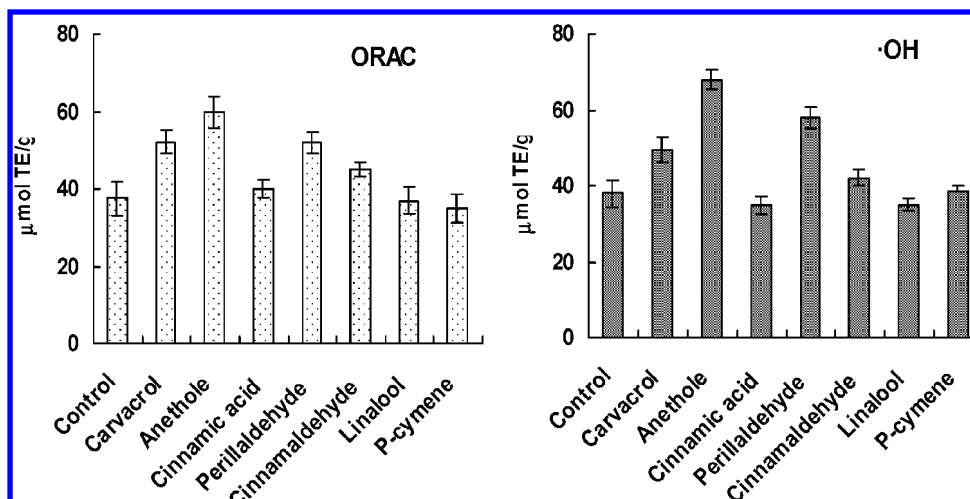 ORAC
µmol TE/g
80
60
40
20
0
Control
Carvacrol
Anethole
Cinnamic acid
Perillaldehyde
Cinnamaldehyde
Linalool
P-cymene
·OH
µmol TE/g
80
60
40
20
0
Control
Carvacrol
Anethole
Cinnamic acid
Perillaldehyde
Cinnamaldehyde
Linalool
P-cymene